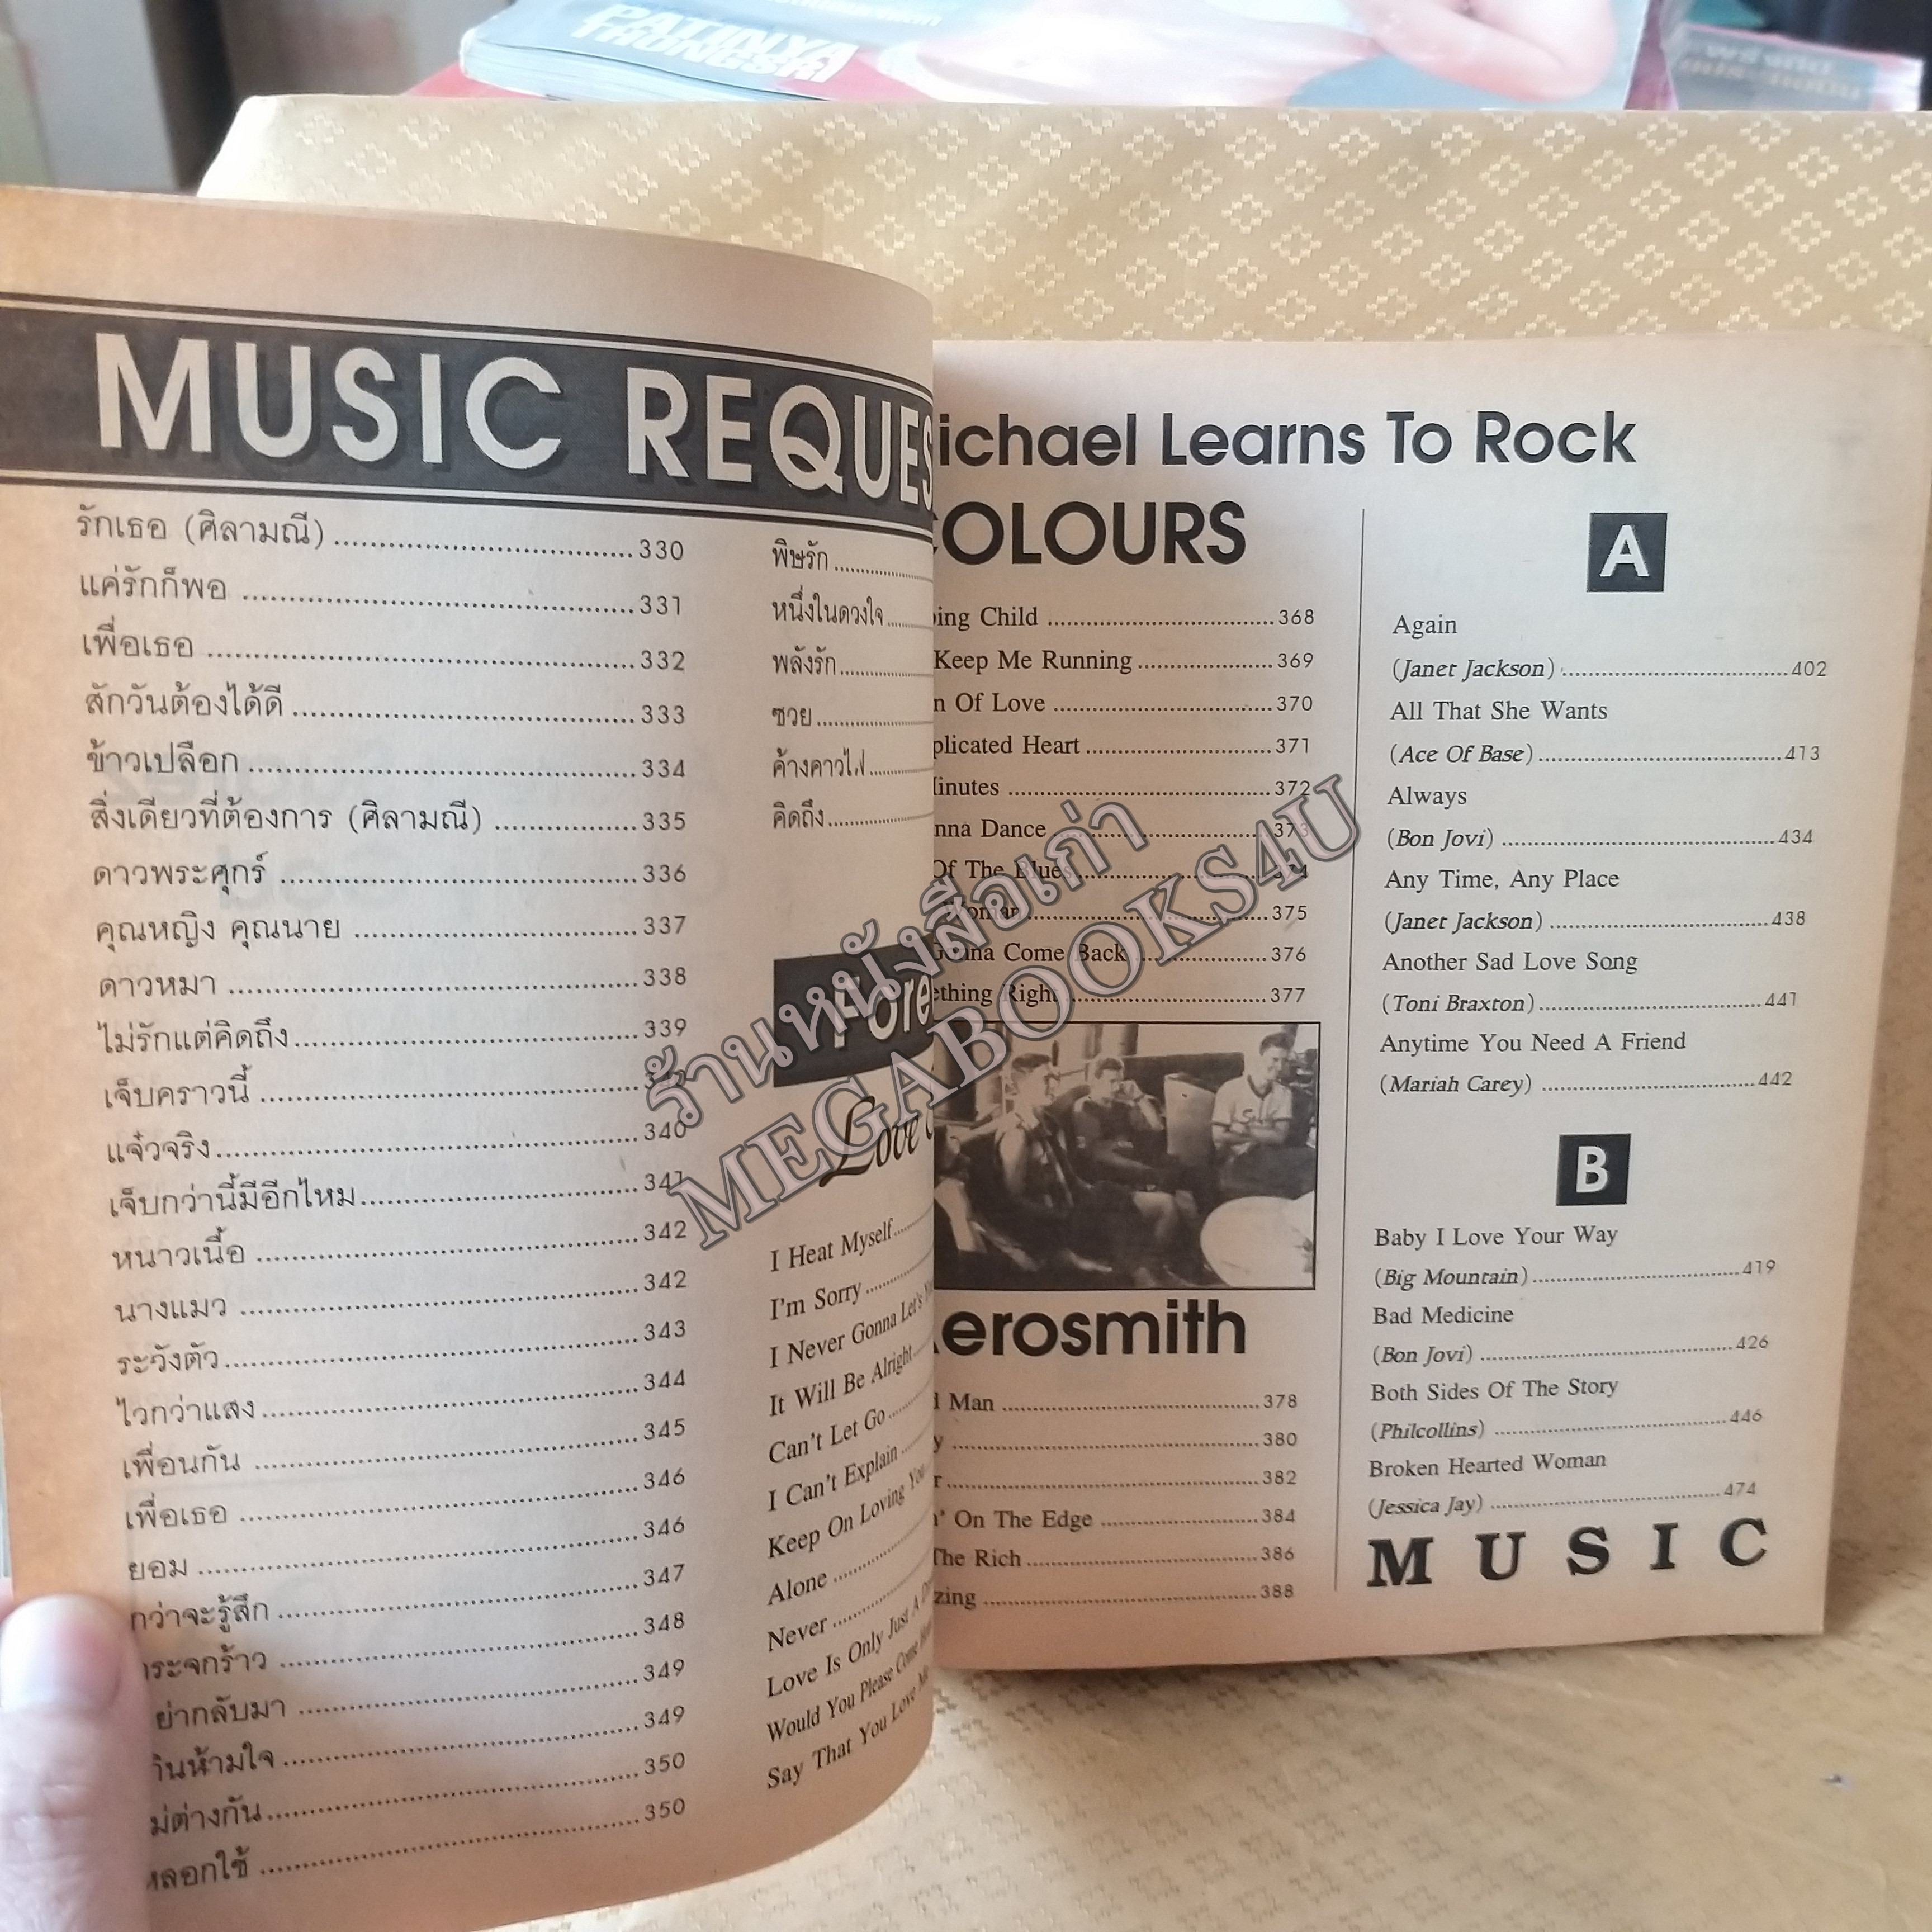 PATINYA
THUNGSRI
MUSIC REQUES
รักเธอ (ศิลามณี) 330
แค่รักก็พอ 331
เพื่อเธอ 332
สักวันต้องได้ดี 333
ข้าวเปลือก 334
สิ่งเดียวที่ต้องการ (ศิลามณี) 335
ดาวพระศุกร์ 336
คุณหญิง คุณนาย 337
ดาวหมา 338
ไม่รักแต่คิดถึง 339
เจ็บคราวนี้
แจ๋วจริง 340
เจ็บกว่านี้มีอีกไหม 341
หนาวเนื้อ 342
นางแมว 342
ระวังตัว 343
ไวกว่าแสง 344
เพื่อนกัน 345
เพื่อเธอ 346
ยอม 346
กว่าจะรู้สึก 347
ระจกร้าว 348
ย่ากลับมา 349
ห้ามใจ 349
ม่ต่างกัน 350
หลอกใช้ 350
พิษรัก
หนึ่งในดวงใจ
พลังรัก
ซวย
ค้างคาวไฟ
คิดถึง
Fore
Love
I Heat Myself
I'm Sorry
I Never Gonna Let's
It Will Be Alright
Can't Let Go
I Can't Explain
Keep On Loving You
Alone
Never
Love Is Only Just A
Would You Please Come
Say That You Love Me
ichael Learns To Rock
COLOURS
ping Child 368
Keep Me Running 369
n Of Love 370
plicated Heart 371
Minutes 372
nna Dance 373
Of The Blues
Woman 375
Gonna Come Back 376
ething Right 377
erosmith
d Man 378
y 380
r 382
n' On The Edge 384
The Rich 386
zing 388
A
Again
(Janet Jackson) 402
All That She Wants
(Ace Of Base) 413
Always
(Bon Jovi) 434
Any Time, Any Place
(Janet Jackson) 438
Another Sad Love Song
(Toni Braxton) 441
Anytime You Need A Friend
(Mariah Carey) 442
B
Baby I Love Your Way
(Big Mountain) 419
Bad Medicine
(Bon Jovi) 426
Both Sides Of The Story
(Philcollins) 446
Broken Hearted Woman
(Jessica Jay) 474
MUSIC
ร้านหนังสือเก่า
MEGABOOKS4U